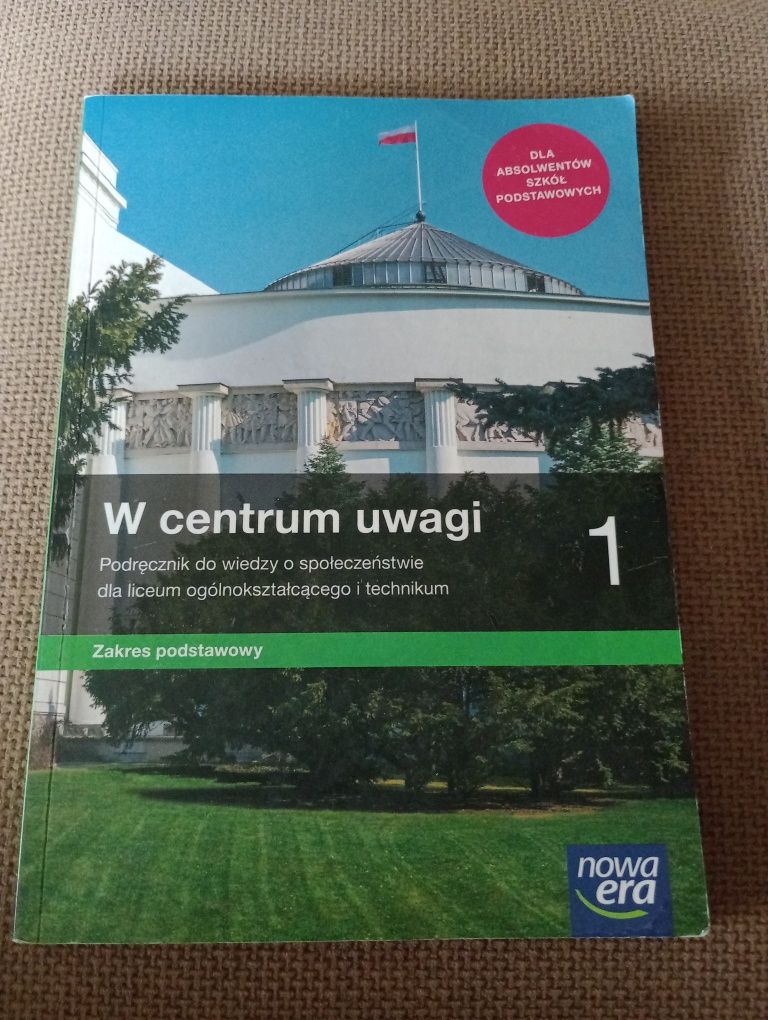 DLA
ABSOLWENTÓW
SZKÓŁ
PODSTAWOWYCH
W centrum uwagi
1
Podręcznik do wiedzy o społeczeństwie
dla liceum ogólnokształcącego i technikum
Zakres podstawowy
nowa
era